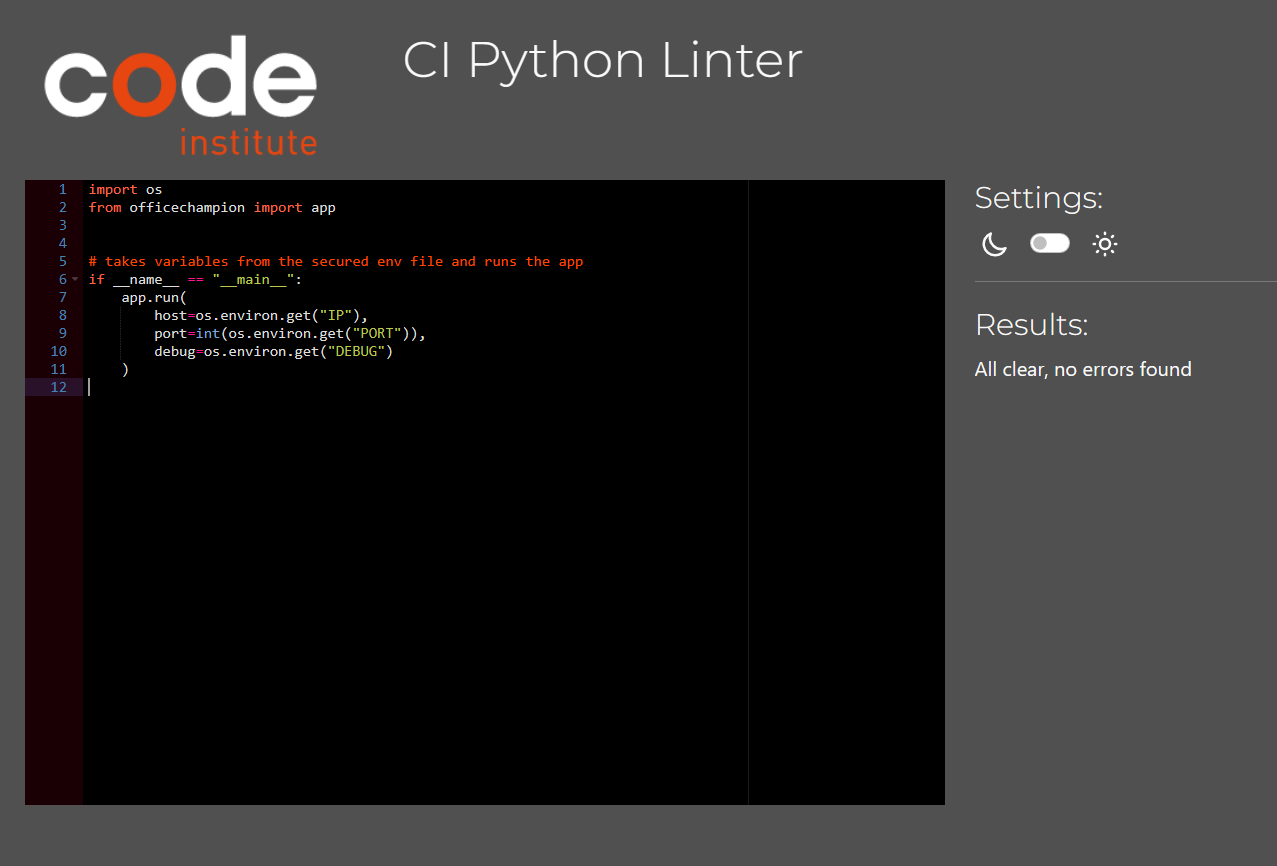 code
institute
CI Python Linter
1 import os
2 from officechampion import app
3
4
5 # takes variables from the secured env file and runs the app
6 if __name__ == "__main__":
7     app.run(
8         host=os.environ.get("IP"),
9         port=int(os.environ.get("PORT")),
10         debug=os.environ.get("DEBUG")
11     )
12
Settings:
Results:
All clear, no errors found